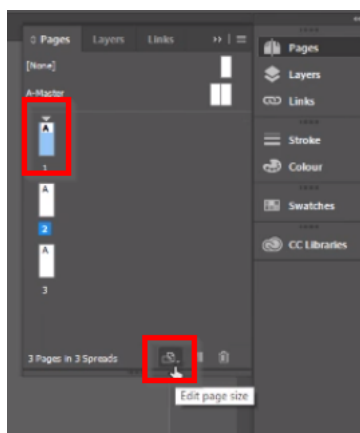 Pages Layers Links
[None]
A-Master
A
1
A
2
A
3
3 Pages in 3 Spreads
Edit page size
Pages
Layers
Links
Stroke
Colour
Swatches
CC Libraries